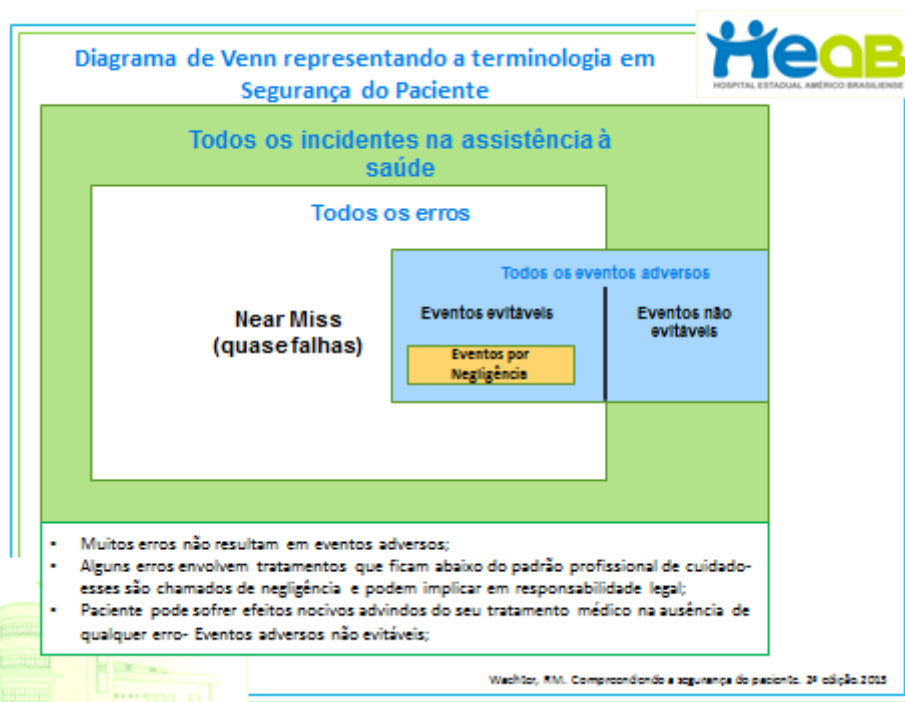 Diagrama de Venn representando a terminologia em
Segurança do Paciente
HeAB
HOSPITAL ESTADUAL AMÉRICO BRASILIENSE
Todos os incidentes na assistência à
saúde
Todos os erros
Todos os eventos adversos
Near Miss
(quase falhas)
Eventos evitáveis
Eventos não
evitáveis
Eventos por
Negligência
• Muitos erros não resultam em eventos adversos;
• Alguns erros envolvem tratamentos que ficam abaixo do padrão profissional de cuidado-
esses são chamados de negligência e podem implicar em responsabilidade legal;
• Paciente pode sofrer efeitos nocivos advindos do seu tratamento médico na ausência de
qualquer erro- Eventos adversos não evitáveis;
Wachter, RM. Compreendendo a segurança do paciente. 2ª edição.2013